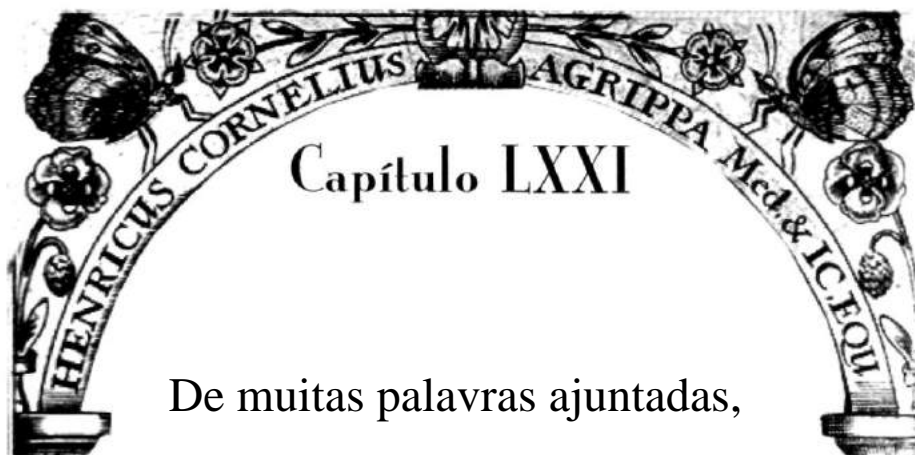 HENRICUS CORNELIUS AGRIPPA Med. & IC. EQU
Capítulo LXXI
De muitas palavras ajuntadas,